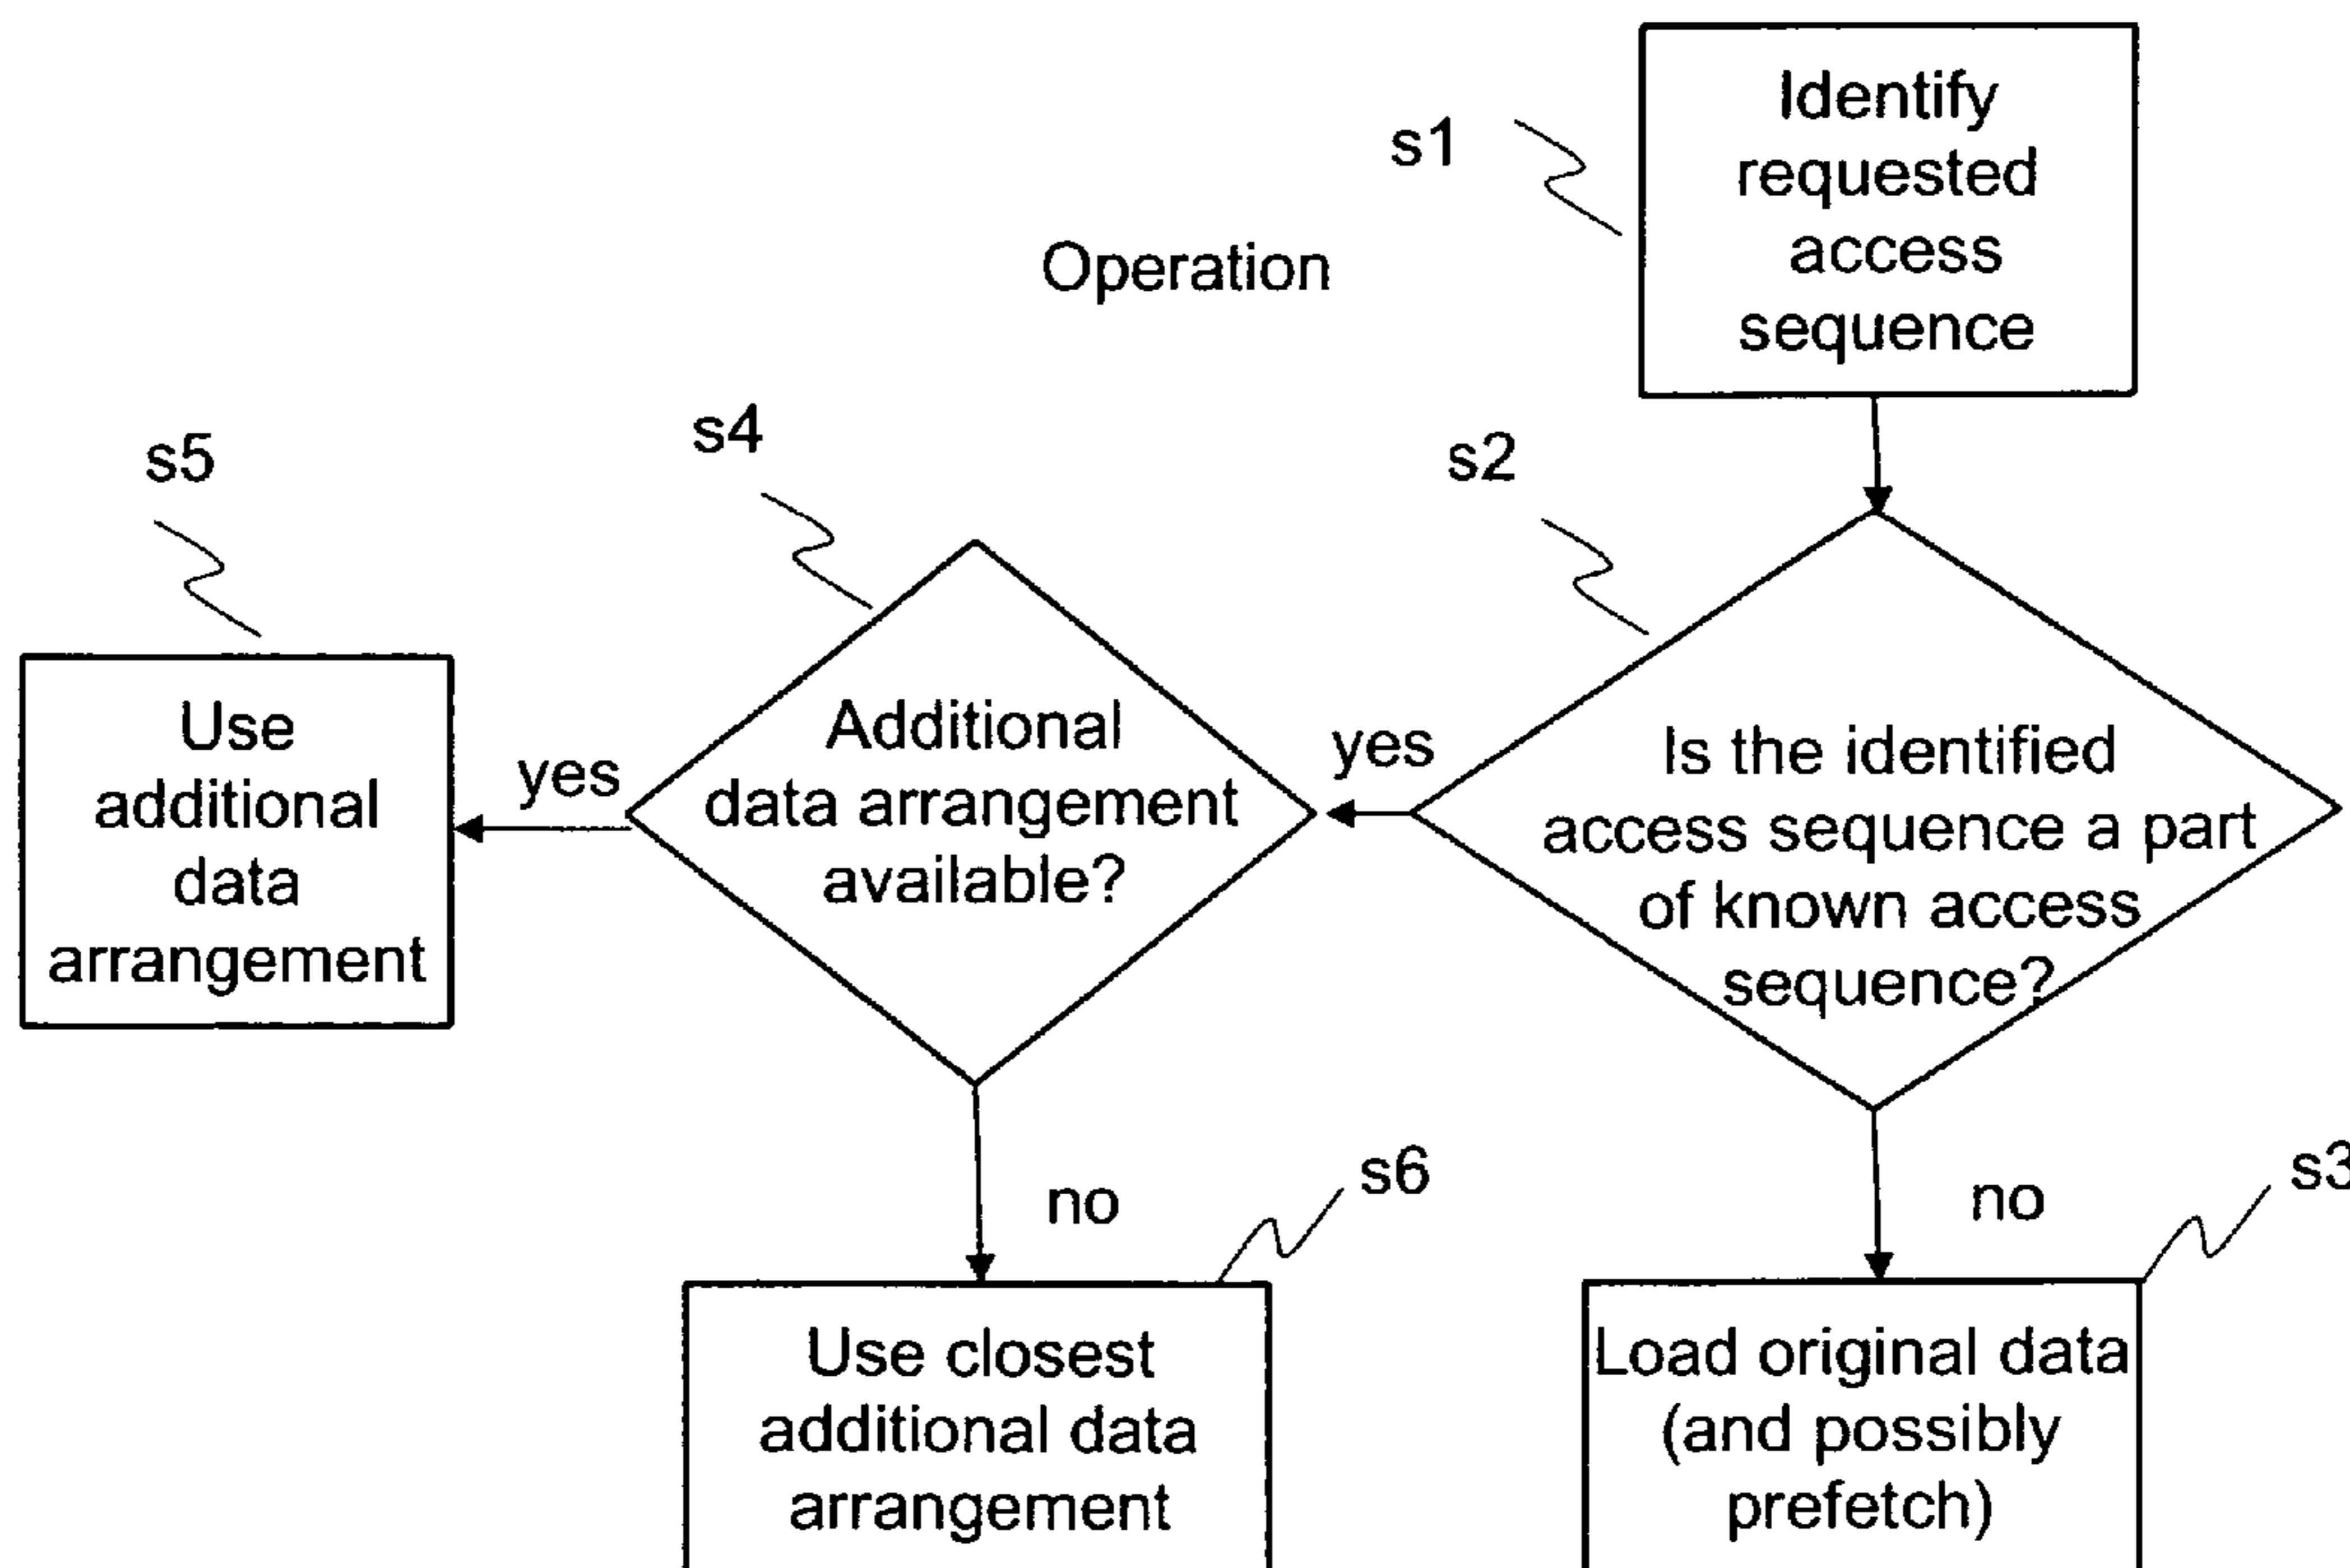 Operation
s1
Identify
requested
access
sequence
s2
Is the identified
access sequence a part
of known access
sequence?
yes
no
s3
Load original data
(and possibly
prefetch)
s4
Additional
data arrangement
available?
yes
no
s5
Use
additional
data
arrangement
s6
Use closest
additional data
arrangement